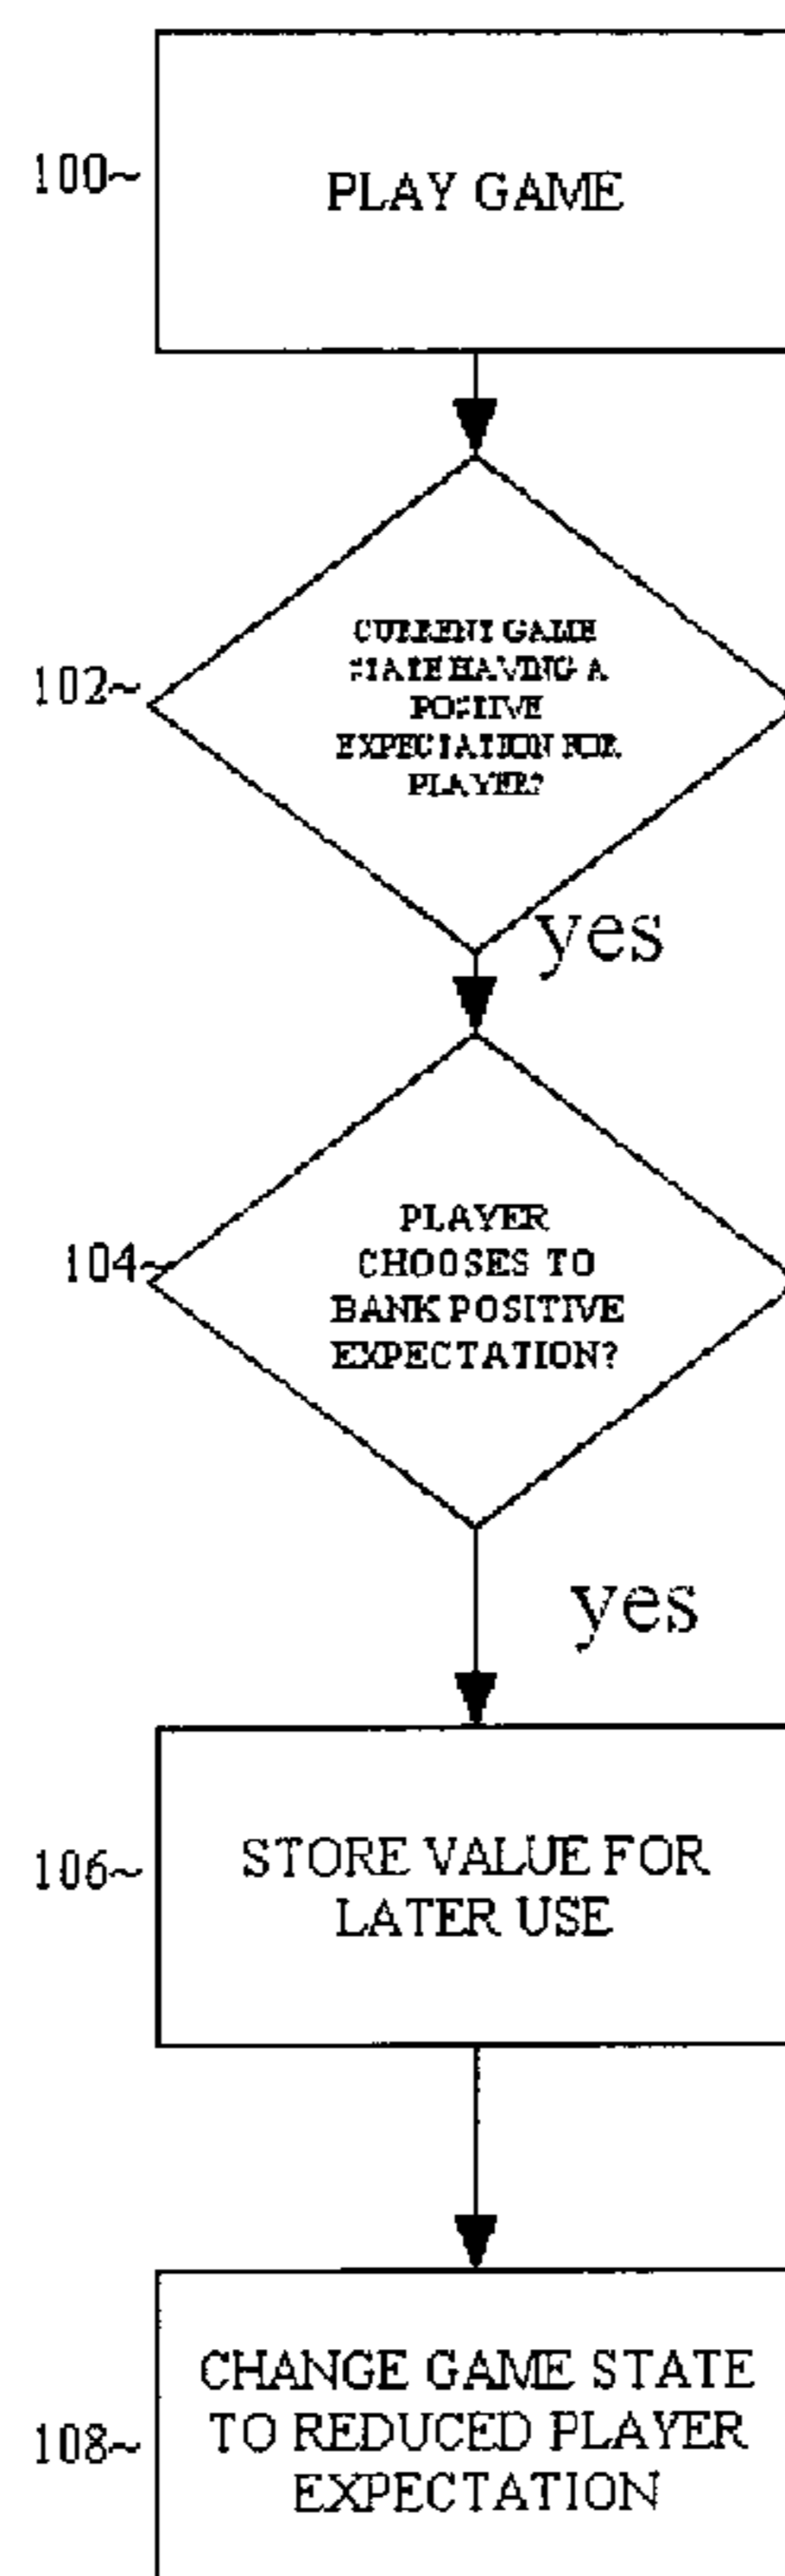 100~
PLAY GAME
102~
CURRENT GAME
STATE HAVING A
POSITIVE
EXPECTATION FOR
PLAYER?
yes
104~
PLAYER
CHOOSES TO
BANK POSITIVE
EXPECTATION?
yes
106~
STORE VALUE FOR
LATER USE
108~
CHANGE GAME STATE
TO REDUCED PLAYER
EXPECTATION